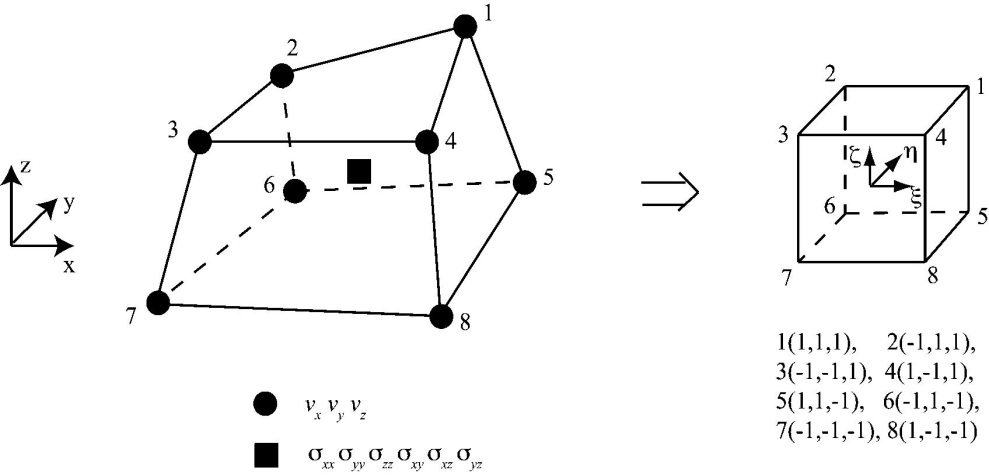 1
2
3
4
5
6
7
8
z
y
x
vx vy vz
σxx σyy σzz σxy σxz σyz
2
1
3
4
ζ
η
ξ
6
5
7
8
1(1,1,1), 2(-1,1,1),
3(-1,-1,1), 4(1,-1,1),
5(1,1,-1), 6(-1,1,-1),
7(-1,-1,-1), 8(1,-1,-1)